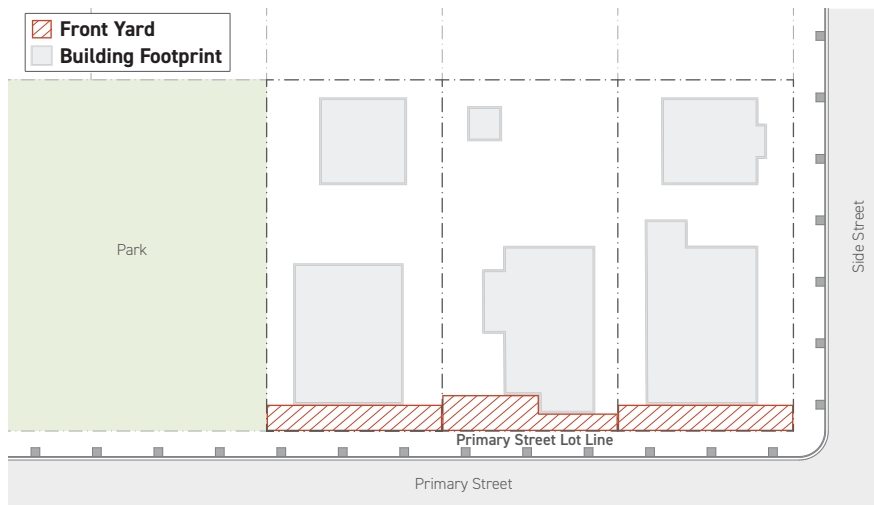 Front Yard
Building Footprint
Park
Side Street
Primary Street Lot Line
Primary Street